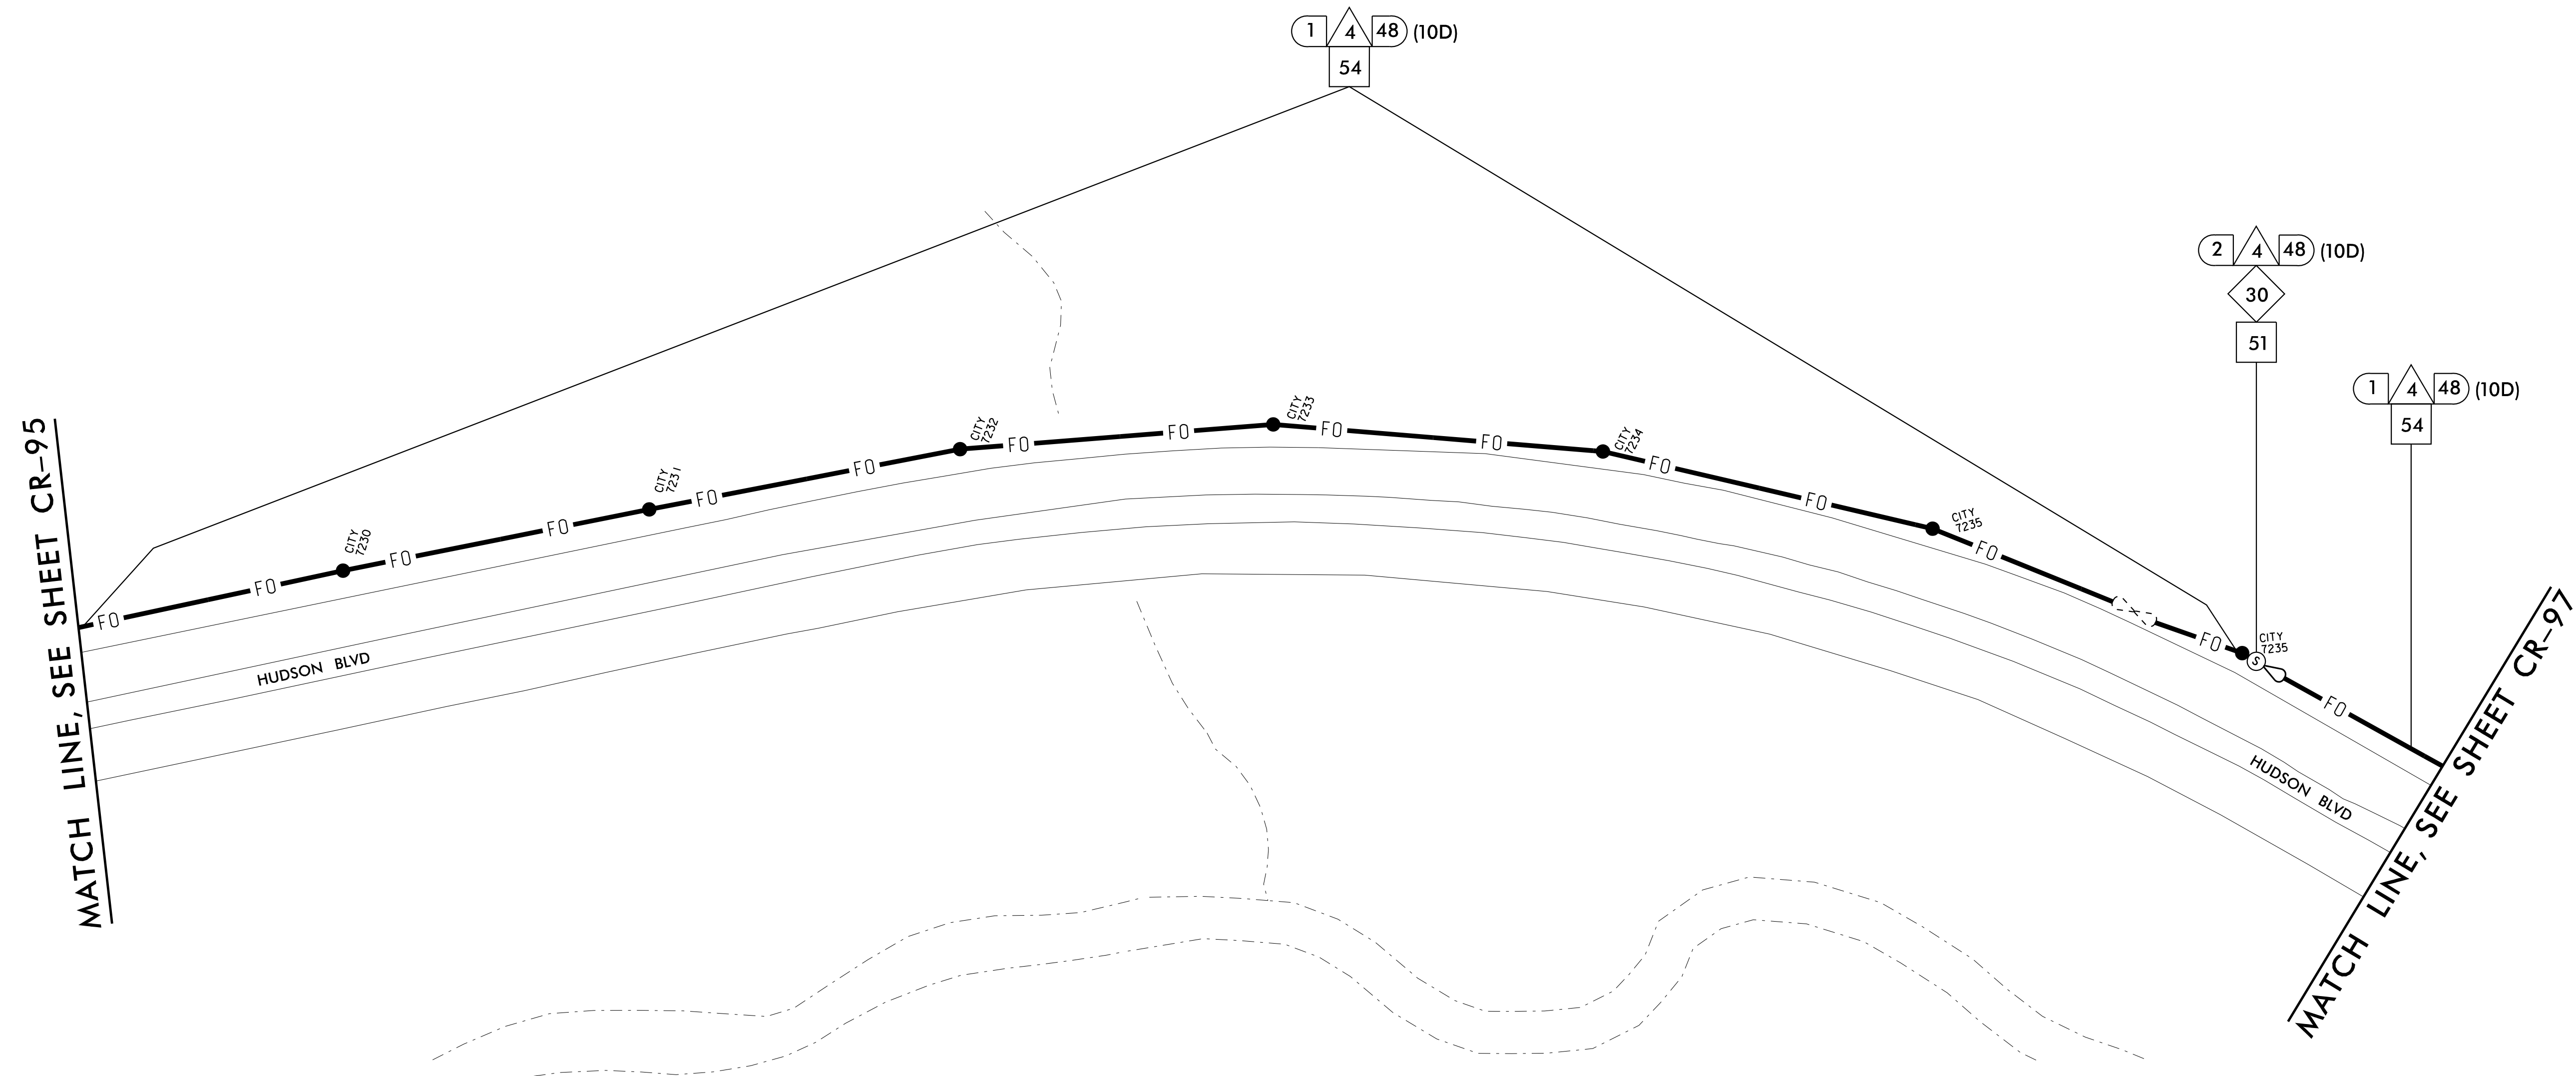 1 4 48 (10D)
54
2 4 48 (10D)
30
51
1 4 48 (10D)
54
MATCH LINE, SEE SHEET CR-95
CITY
7230
CITY
7231
CITY
7232
CITY
7233
CITY
7234
CITY
7235
CITY
7235
FO FO FO FO FO FO FO FO FO FO FO FO FO FO FO
S
HUDSON BLVD
HUDSON BLVD
MATCH LINE, SEE SHEET CR-97